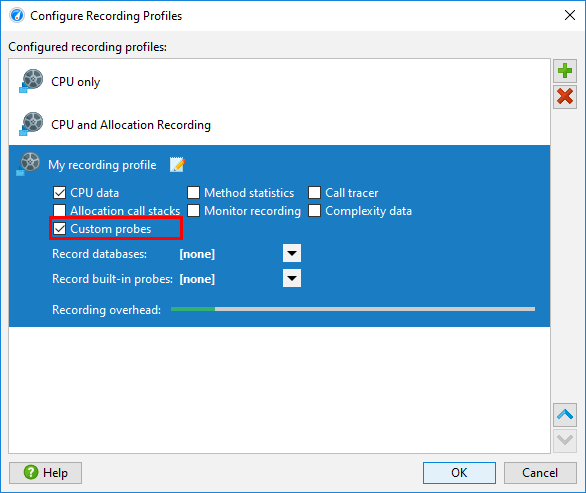 Configure Recording Profiles
Configured recording profiles:
CPU only
CPU and Allocation Recording
My recording profile
CPU data Method statistics Call tracer
Allocation call stacks Monitor recording Complexity data
Custom probes
Record databases: [none]
Record built-in probes: [none]
Recording overhead:
Help OK Cancel